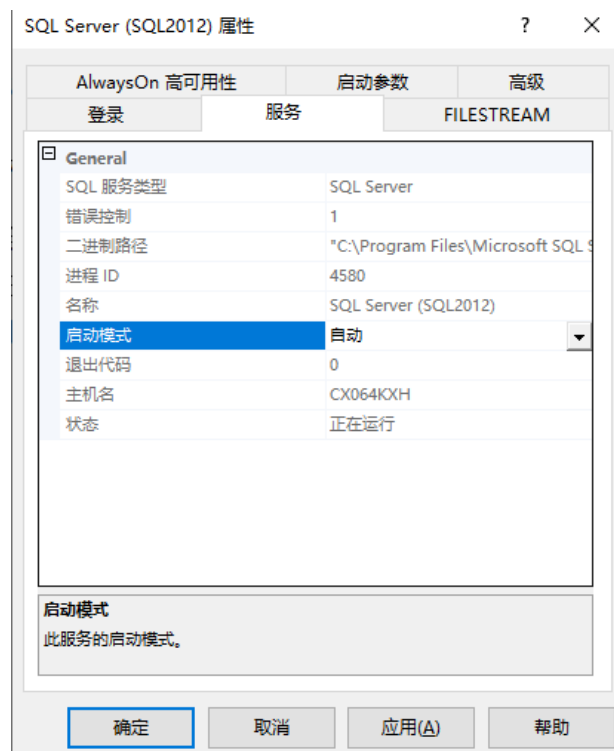 SQL Server (SQL2012) 属性
?
AlwaysOn 高可用性 启动参数 高级
登录 服务 FILESTREAM
General
SQL 服务类型 SQL Server
错误控制 1
二进制路径 "C:\Program Files\Microsoft SQL S
进程 ID 4580
名称 SQL Server (SQL2012)
启动模式 自动
退出代码 0
主机名 CX064KXH
状态 正在运行
启动模式
此服务的启动模式。
确定 取消 应用(A) 帮助